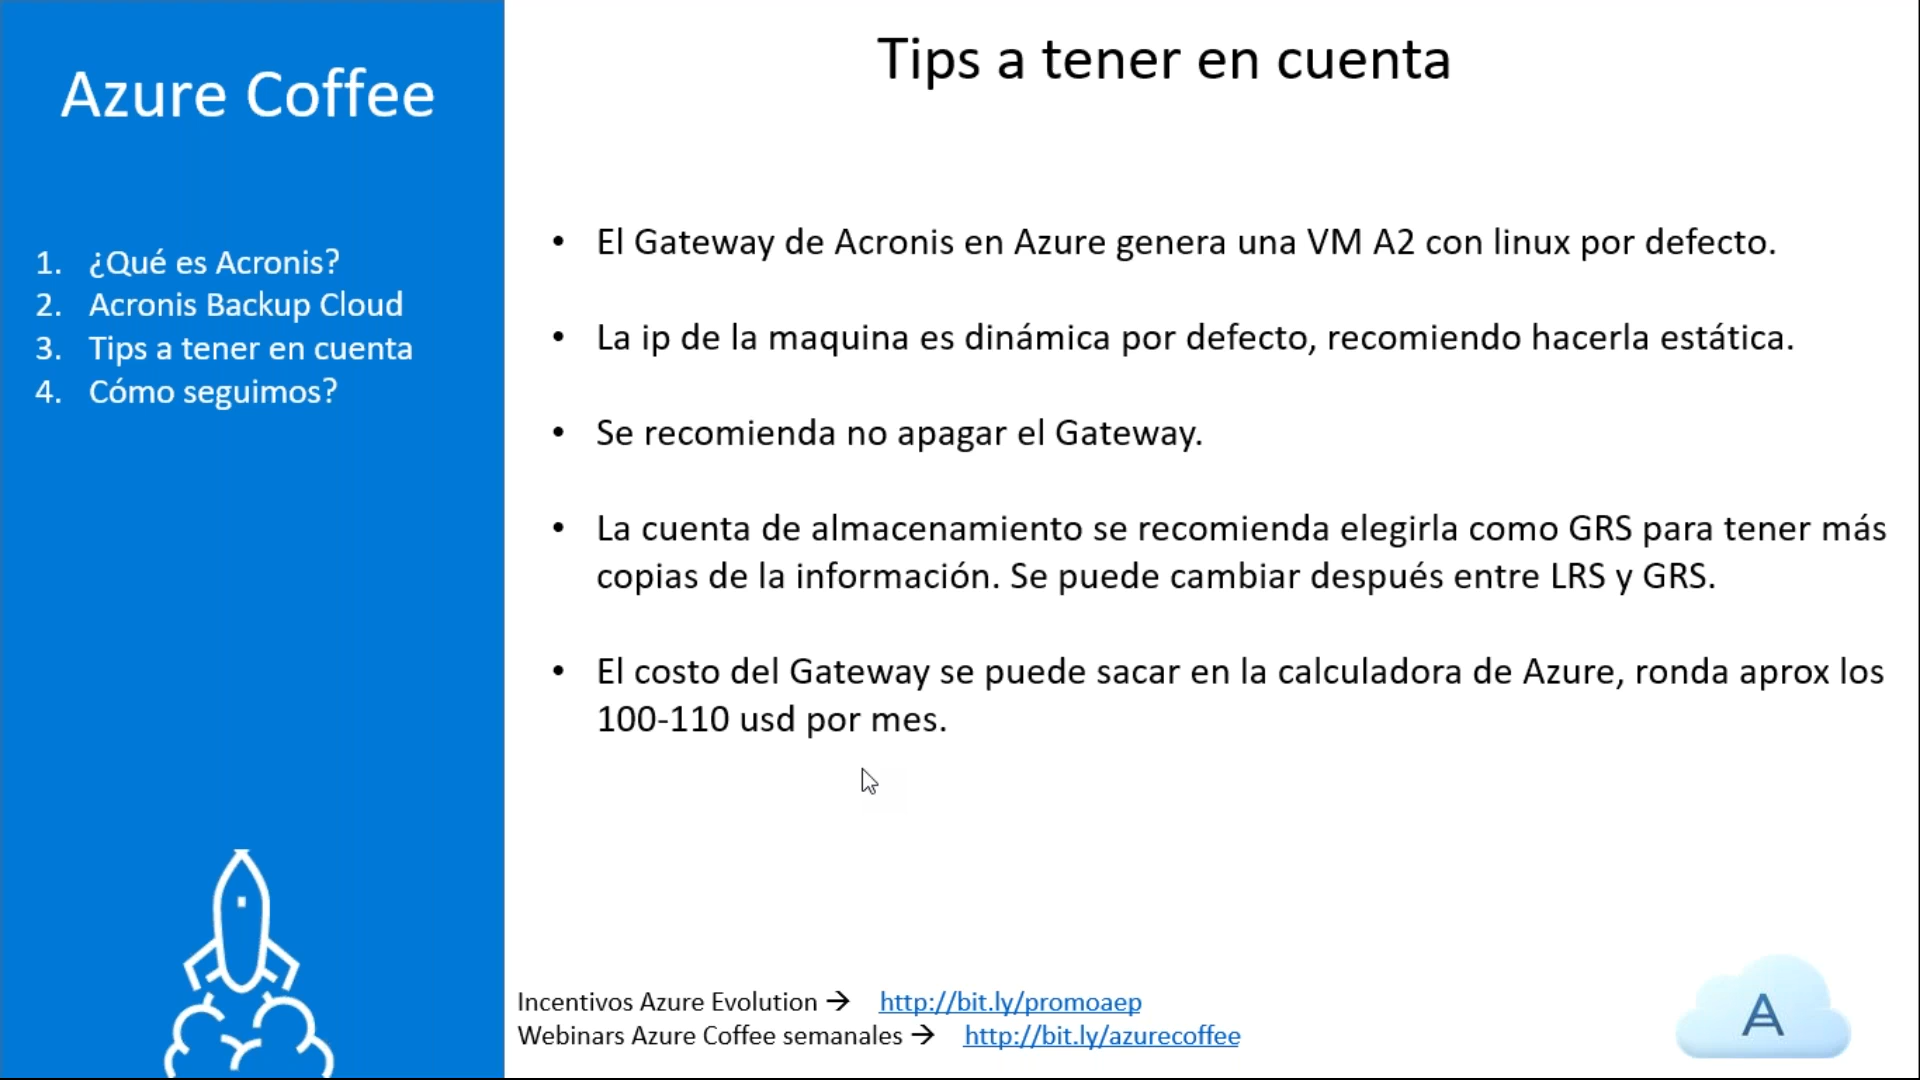 Azure Coffee
1. ¿Qué es Acronis?
2. Acronis Backup Cloud
3. Tips a tener en cuenta
4. Cómo seguimos?
Tips a tener en cuenta
• El Gateway de Acronis en Azure genera una VM A2 con linux por defecto.
• La ip de la maquina es dinámica por defecto, recomiendo hacerla estática.
• Se recomienda no apagar el Gateway.
• La cuenta de almacenamiento se recomienda elegirla como GRS para tener más
copias de la información. Se puede cambiar después entre LRS y GRS.
• El costo del Gateway se puede sacar en la calculadora de Azure, ronda aprox los
100-110 usd por mes.
Incentivos Azure Evolution → http://bit.ly/promoaep
Webinars Azure Coffee semanales → http://bit.ly/azurecoffee
A